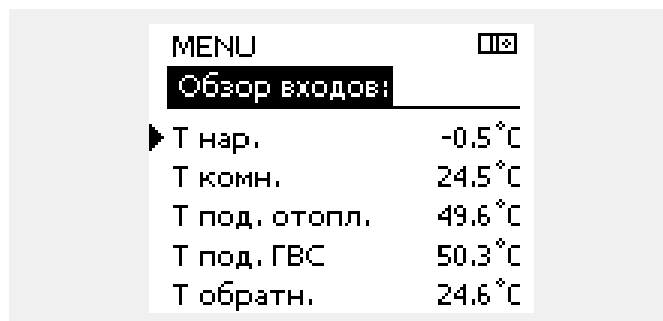 MENU
Обзор входов:
Т нар. -0.5°C
Т комн. 24.5°C
Т под. отопл. 49.6°C
Т под. ГВС 50.3°C
Т обратн. 24.6°C